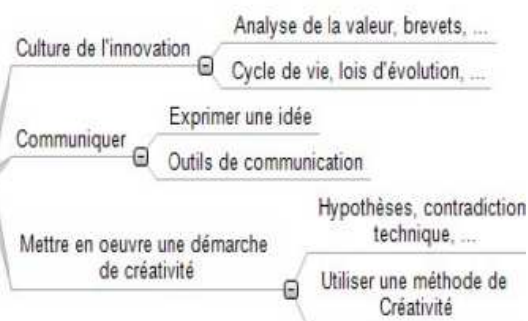 Culture de l'innovation
Analyse de la valeur, brevets, ...
Cycle de vie, lois d'évolution, ...
Communiquer
Exprimer une idée
Outils de communication
Mettre en oeuvre une démarche
de créativité
Hypothèses, contradiction
technique, ...
Utiliser une méthode de
Créativité